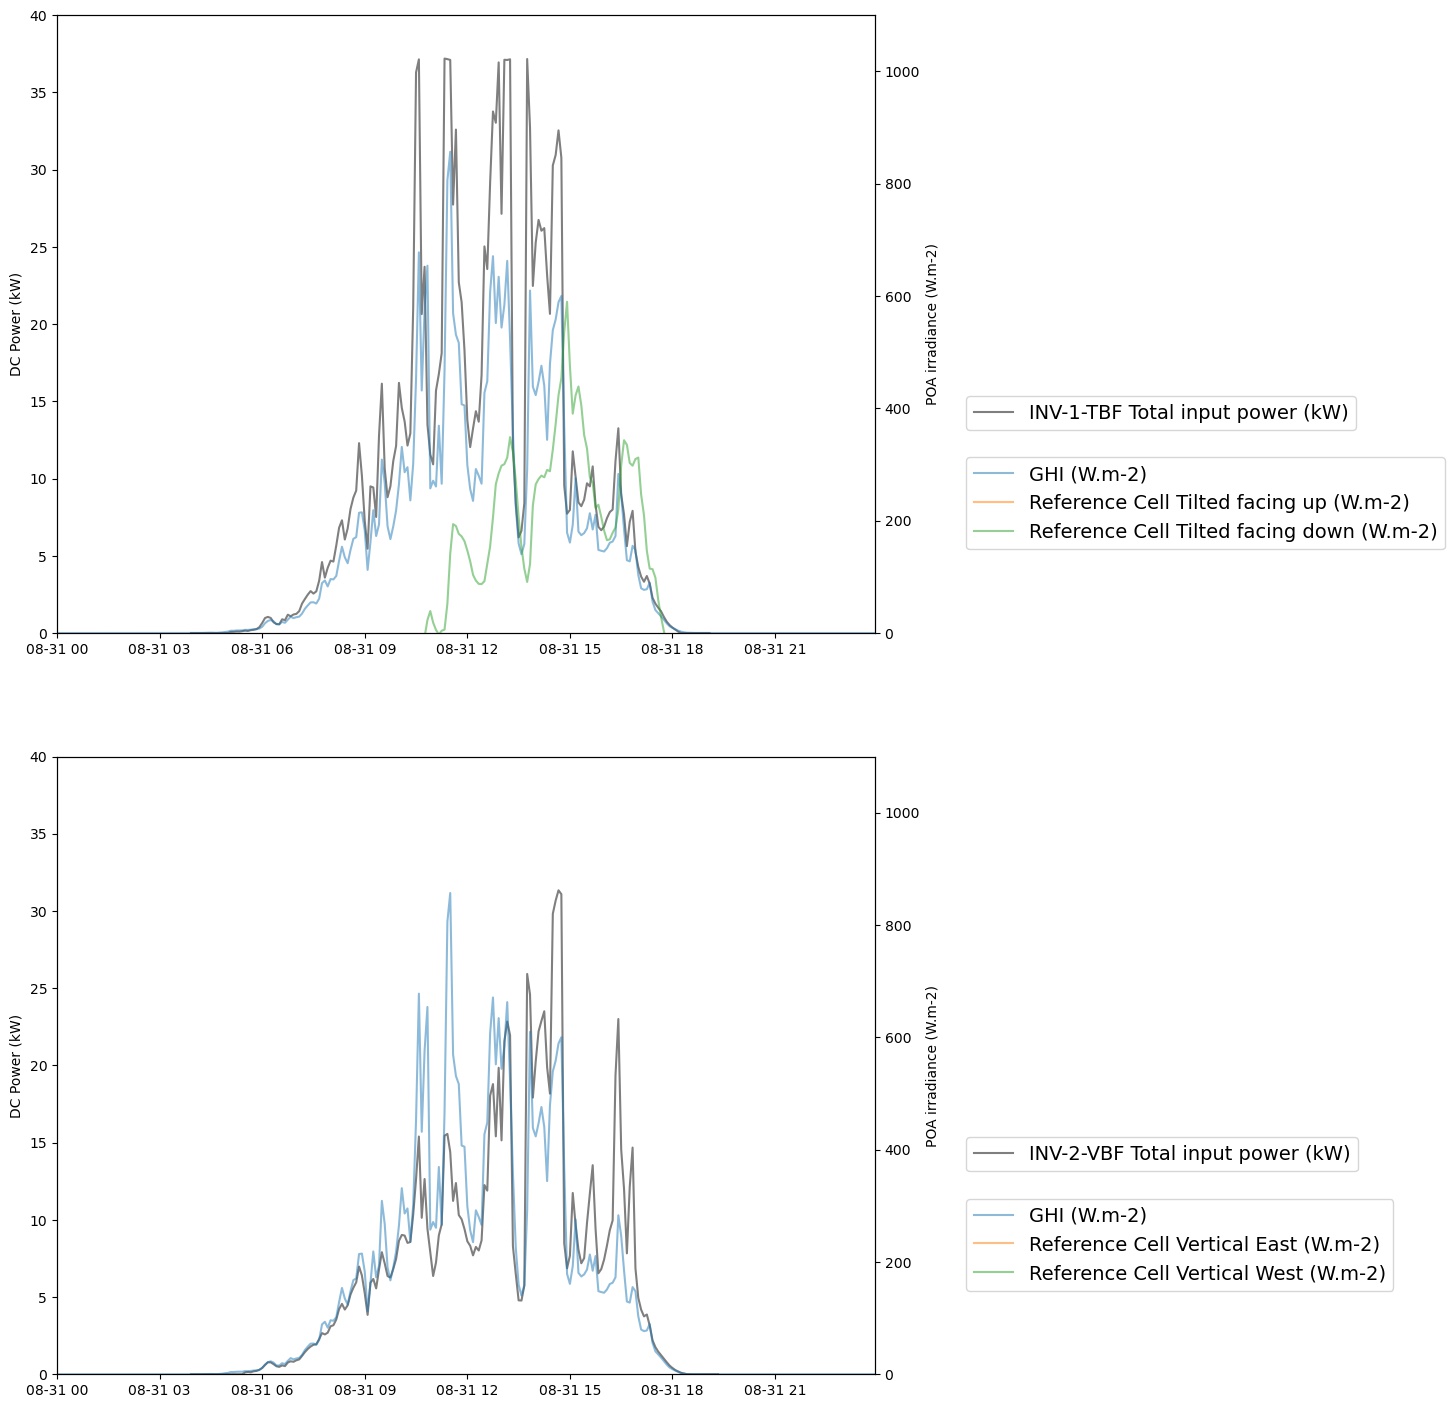 40
35
30
25
20
15
10
5
0
DC Power (kW)
1000
800
600
400
200
0
POA irradiance (W.m-2)
08-31 00 08-31 03 08-31 06 08-31 09 08-31 12 08-31 15 08-31 18 08-31 21
INV-1-TBF Total input power (kW)
GHI (W.m-2)
Reference Cell Tilted facing up (W.m-2)
Reference Cell Tilted facing down (W.m-2)
40
35
30
25
20
15
10
5
0
DC Power (kW)
1000
800
600
400
200
0
POA irradiance (W.m-2)
08-31 00 08-31 03 08-31 06 08-31 09 08-31 12 08-31 15 08-31 18 08-31 21
INV-2-VBF Total input power (kW)
GHI (W.m-2)
Reference Cell Vertical East (W.m-2)
Reference Cell Vertical West (W.m-2)